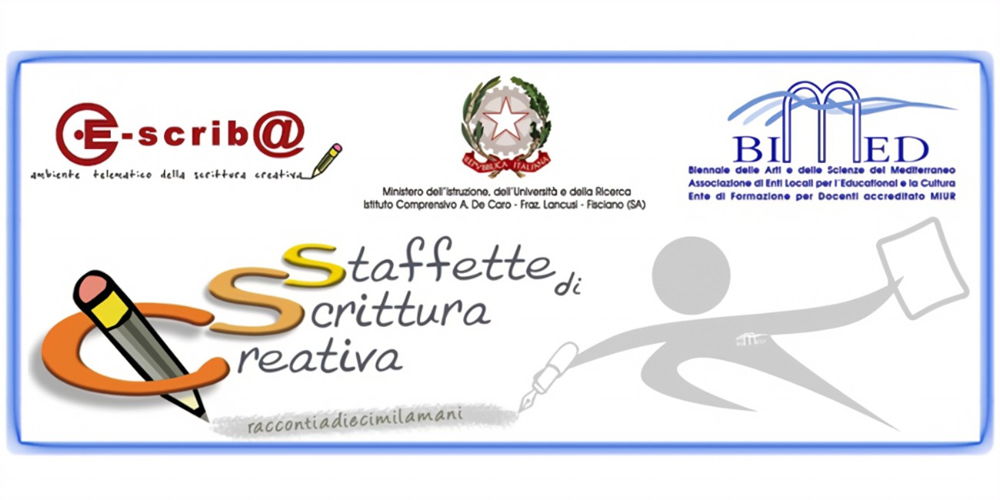 E-scrib@
ambiente telematico della scrittura creativa
REPVBBLICA ITALIANA
Ministero dell'Istruzione, dell'Università e della Ricerca
Istituto Comprensivo A. De Caro - Fraz. Lancusi - Fisciano (SA)
BIMED
Biennale delle Arti e delle Scienze del Mediterraneo
Associazione di Enti Locali per l'Educational e la Cultura
Ente di Formazione per Docenti accreditato MIUR
Staffette di
Scrittura
Creativa
raccontiadiecimilamani
BIMED